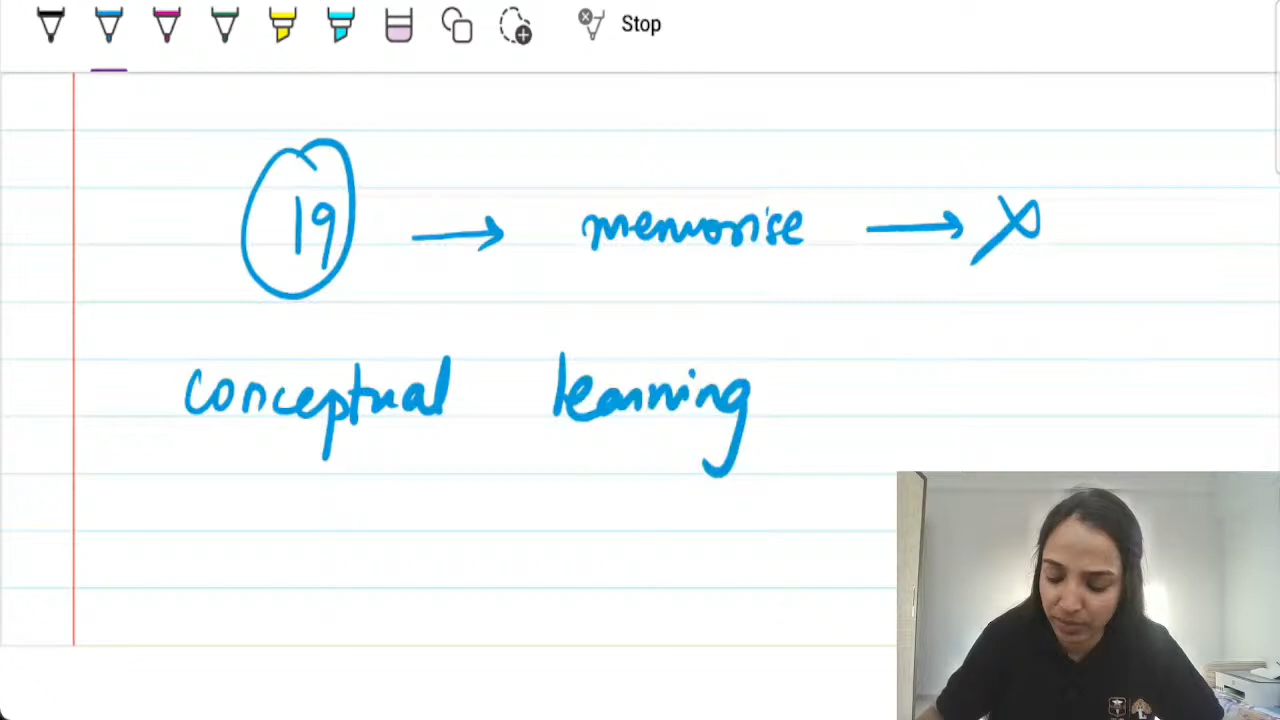 Stop
19 → memorise → X
conceptual learning